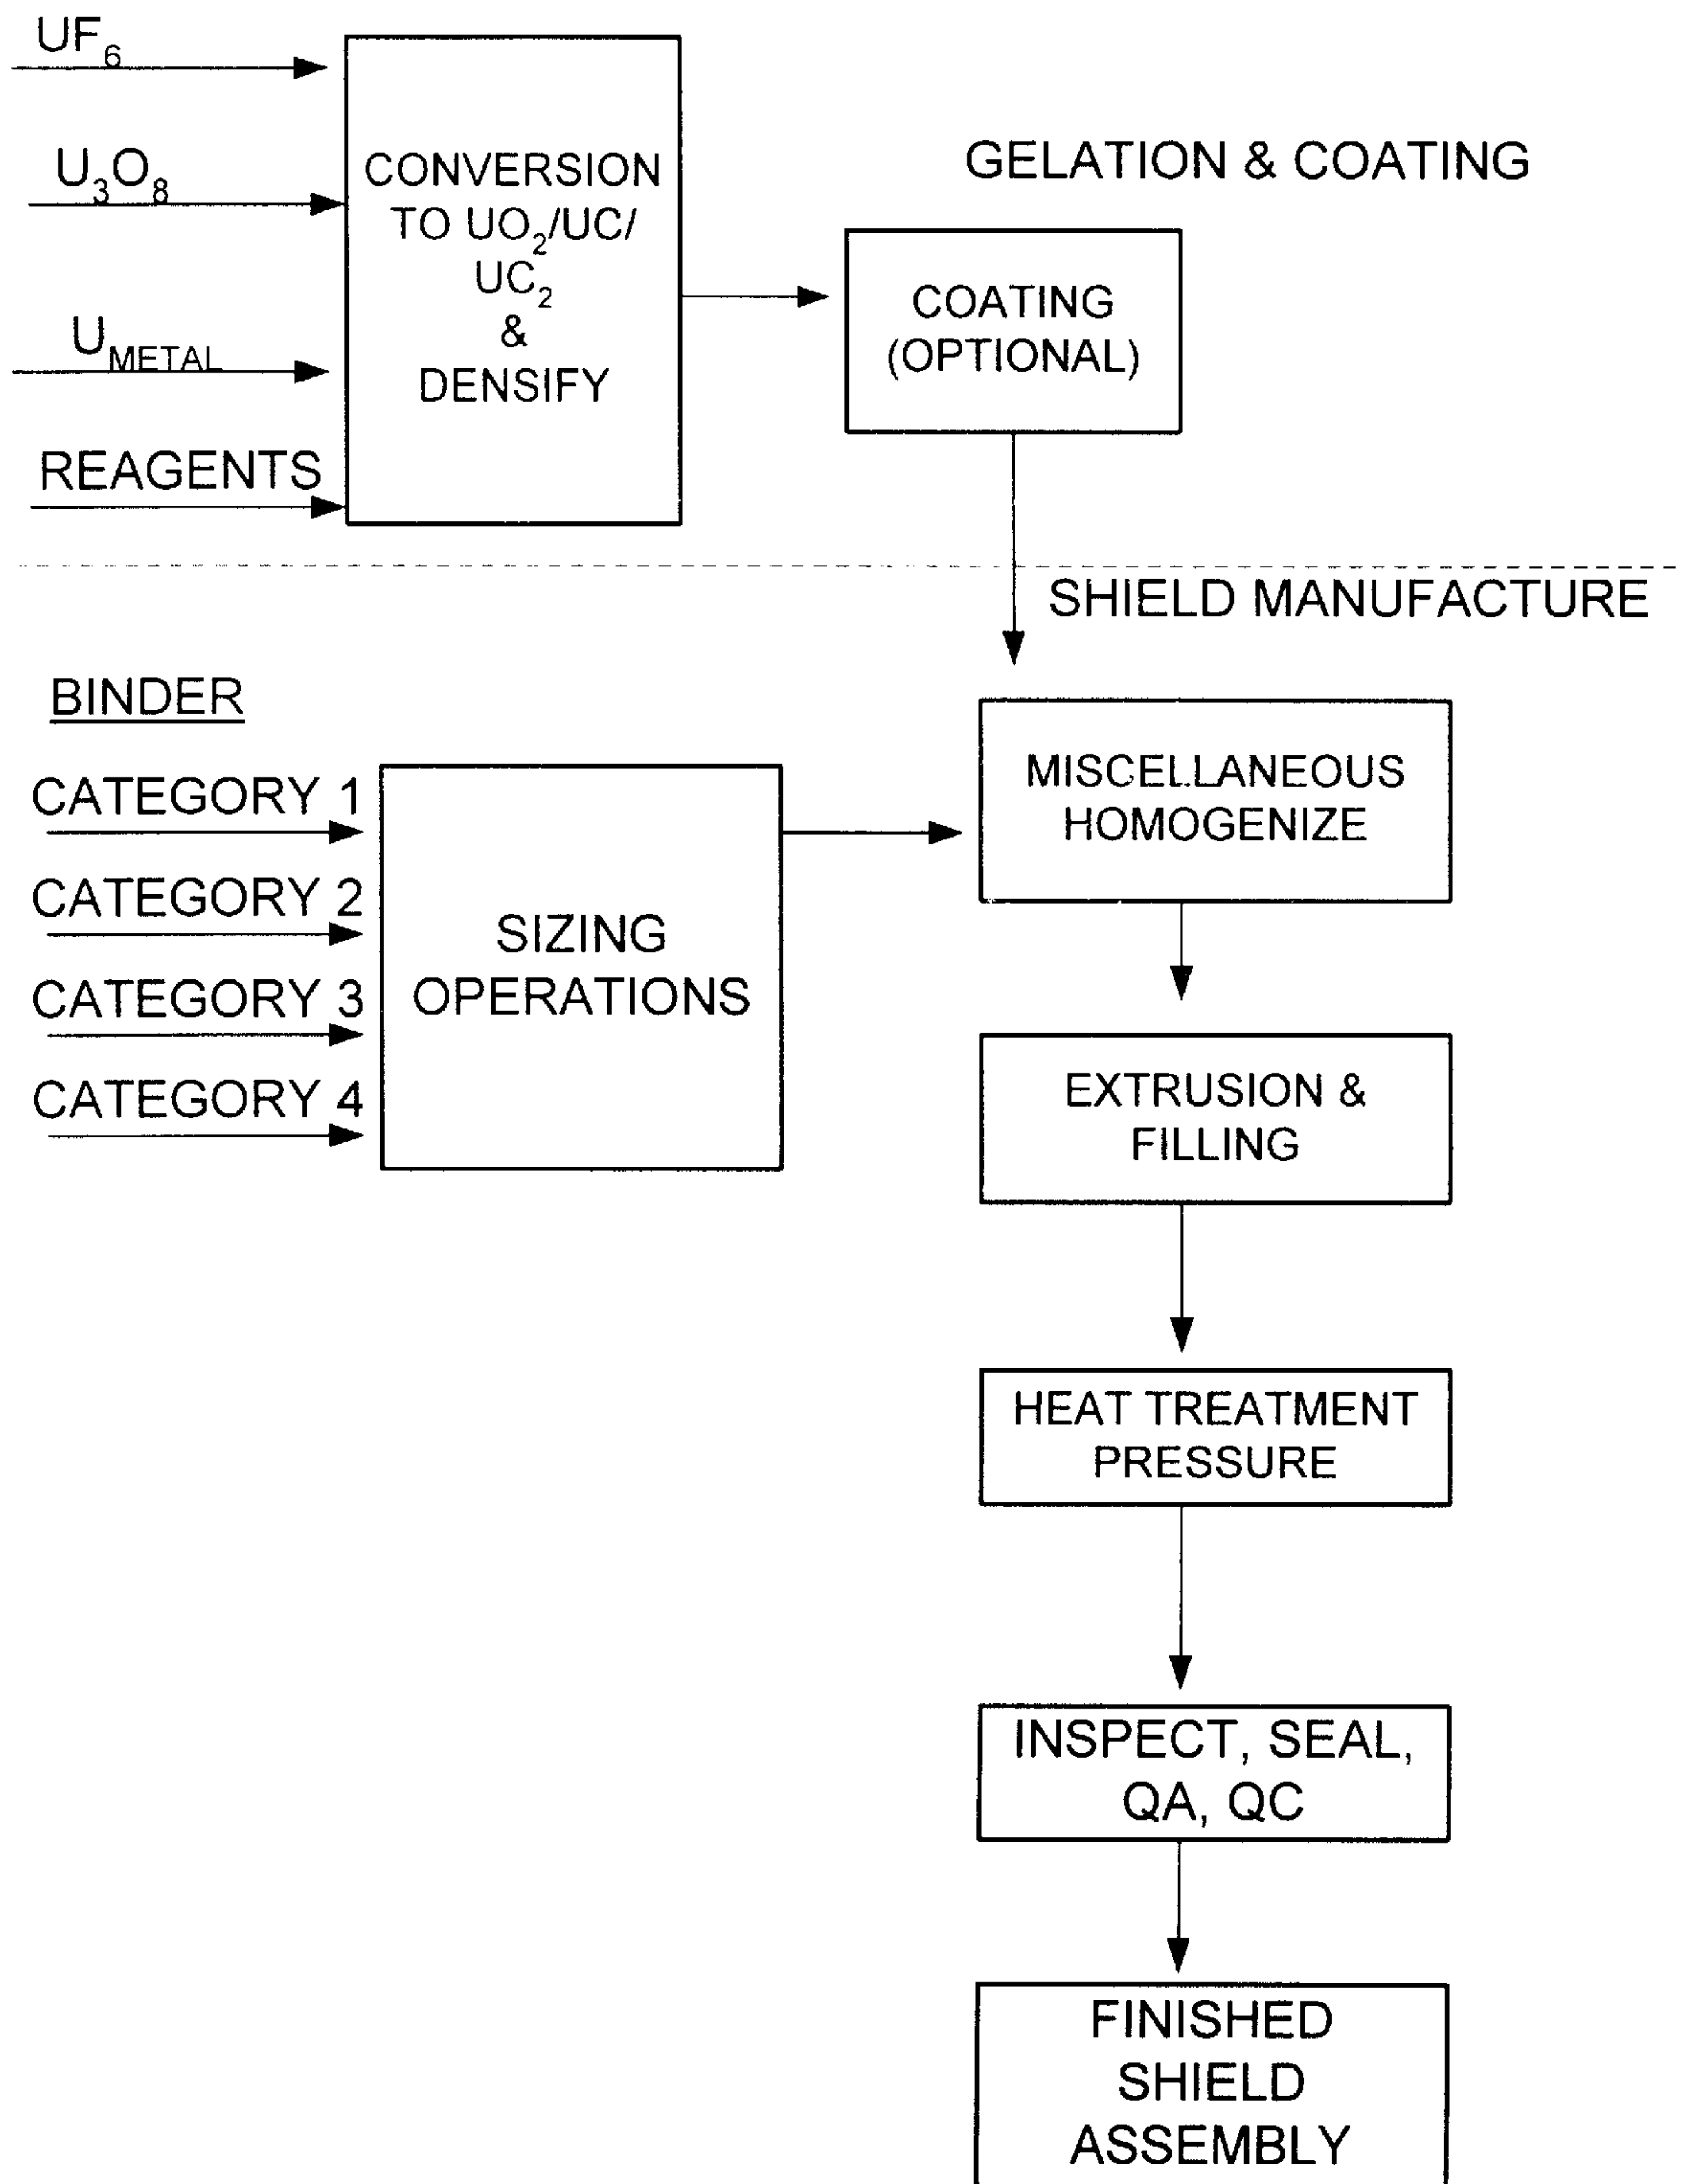 UF₆
U₃O₈
U METAL
REAGENTS
CONVERSION
TO UO₂/UC/
UC₂
&
DENSIFY
GELATION & COATING
COATING
(OPTIONAL)
SHIELD MANUFACTURE
BINDER
CATEGORY 1
CATEGORY 2
CATEGORY 3
CATEGORY 4
SIZING
OPERATIONS
MISCELLANEOUS
HOMOGENIZE
EXTRUSION &
FILLING
HEAT TREATMENT
PRESSURE
INSPECT, SEAL,
QA, QC
FINISHED
SHIELD
ASSEMBLY